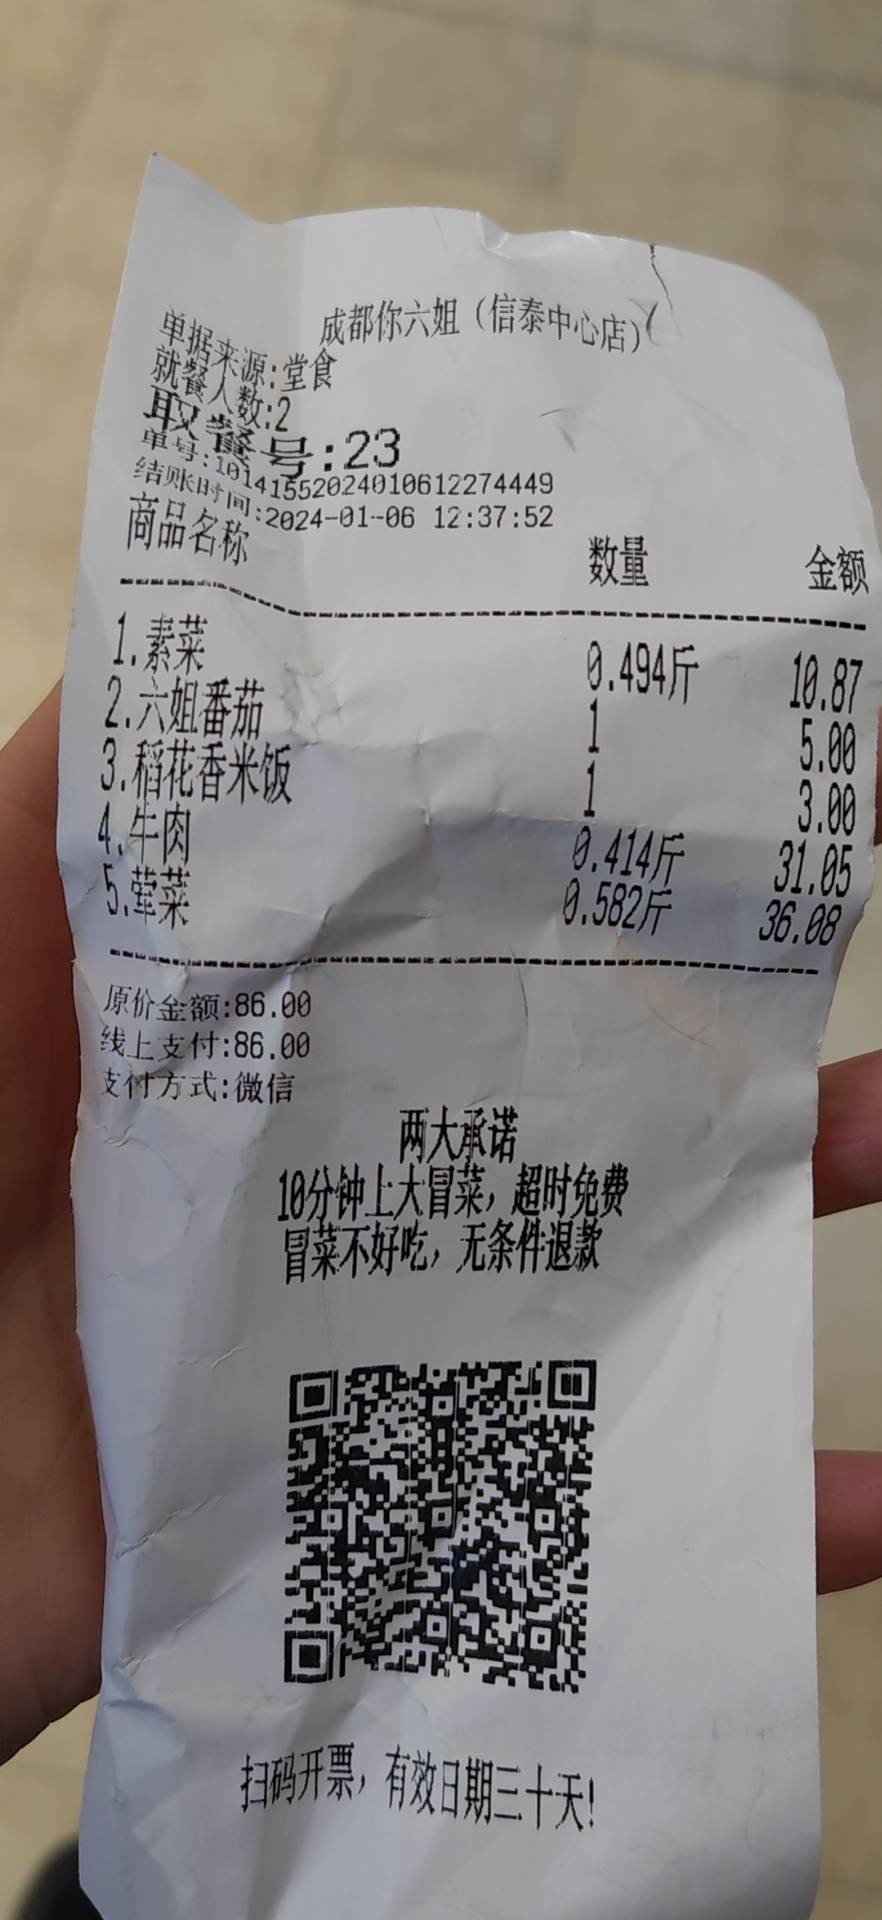 成都你六姐（信泰中心店）
单据来源:堂食
就餐人数:2
取餐号:23
单号:10141552024010612274449
结账时间:2024-01-06 12:37:52
商品名称 数量 金额
1.素菜 0.494斤 10.87
2.六姐番茄 1 5.00
3.稻花香米饭 1 3.00
4.牛肉 0.414斤 31.05
5.荤菜 0.582斤 36.08
原价金额:86.00
线上支付:86.00
支付方式:微信
两大承诺
10分钟上大冒菜，超时免费
冒菜不好吃，无条件退款
扫码开票，有效日期三十天!